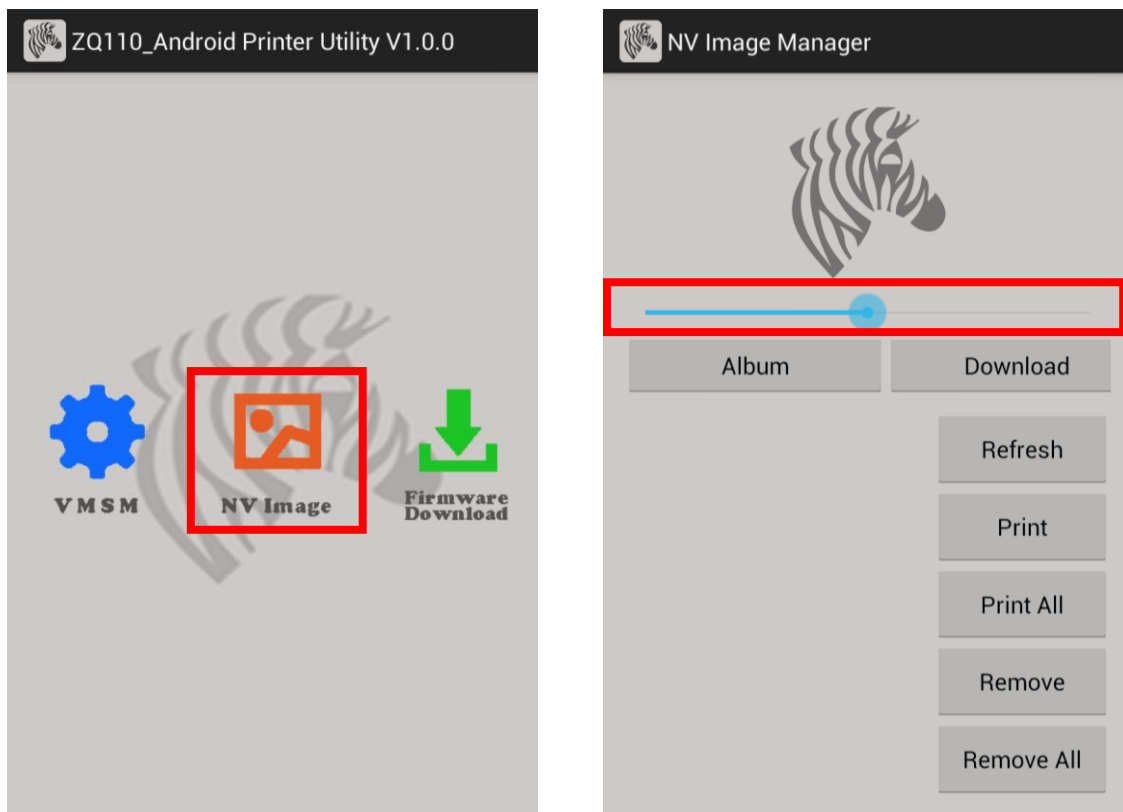 ZQ110_Android Printer Utility V1.0.0
VMSM
NV Image
Firmware
Download
NV Image Manager
Album
Download
Refresh
Print
Print All
Remove
Remove All